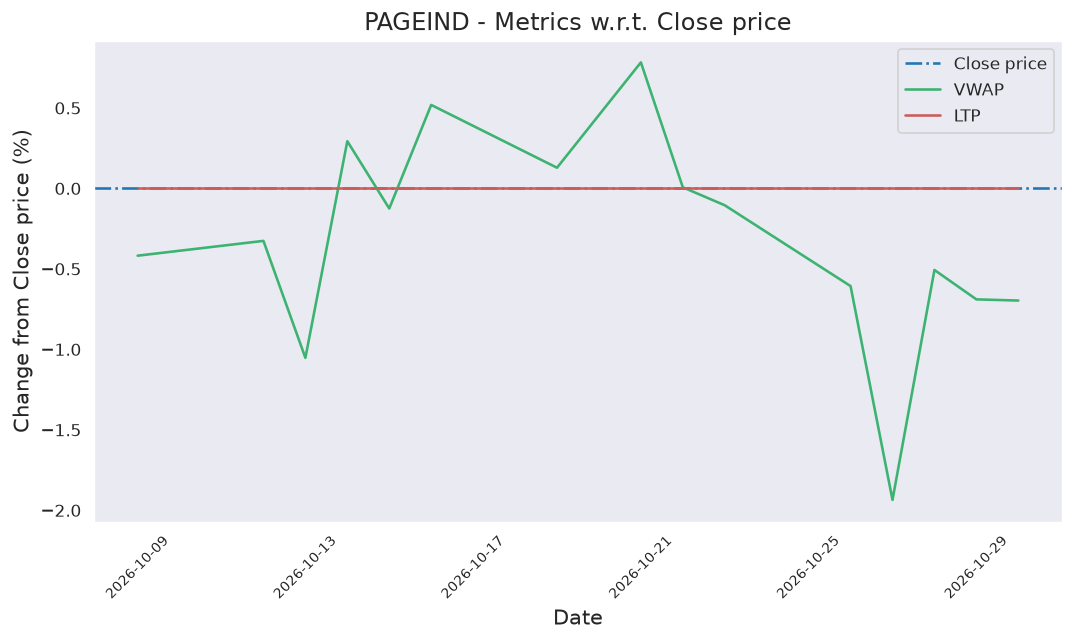 PAGEIND - Metrics w.r.t. Close price
Close price
VWAP
LTP
Change from Close price (%)
0.5
0.0
−0.5
−1.0
−1.5
−2.0
2026-10-09
2026-10-13
2026-10-17
2026-10-21
2026-10-25
2026-10-29
Date